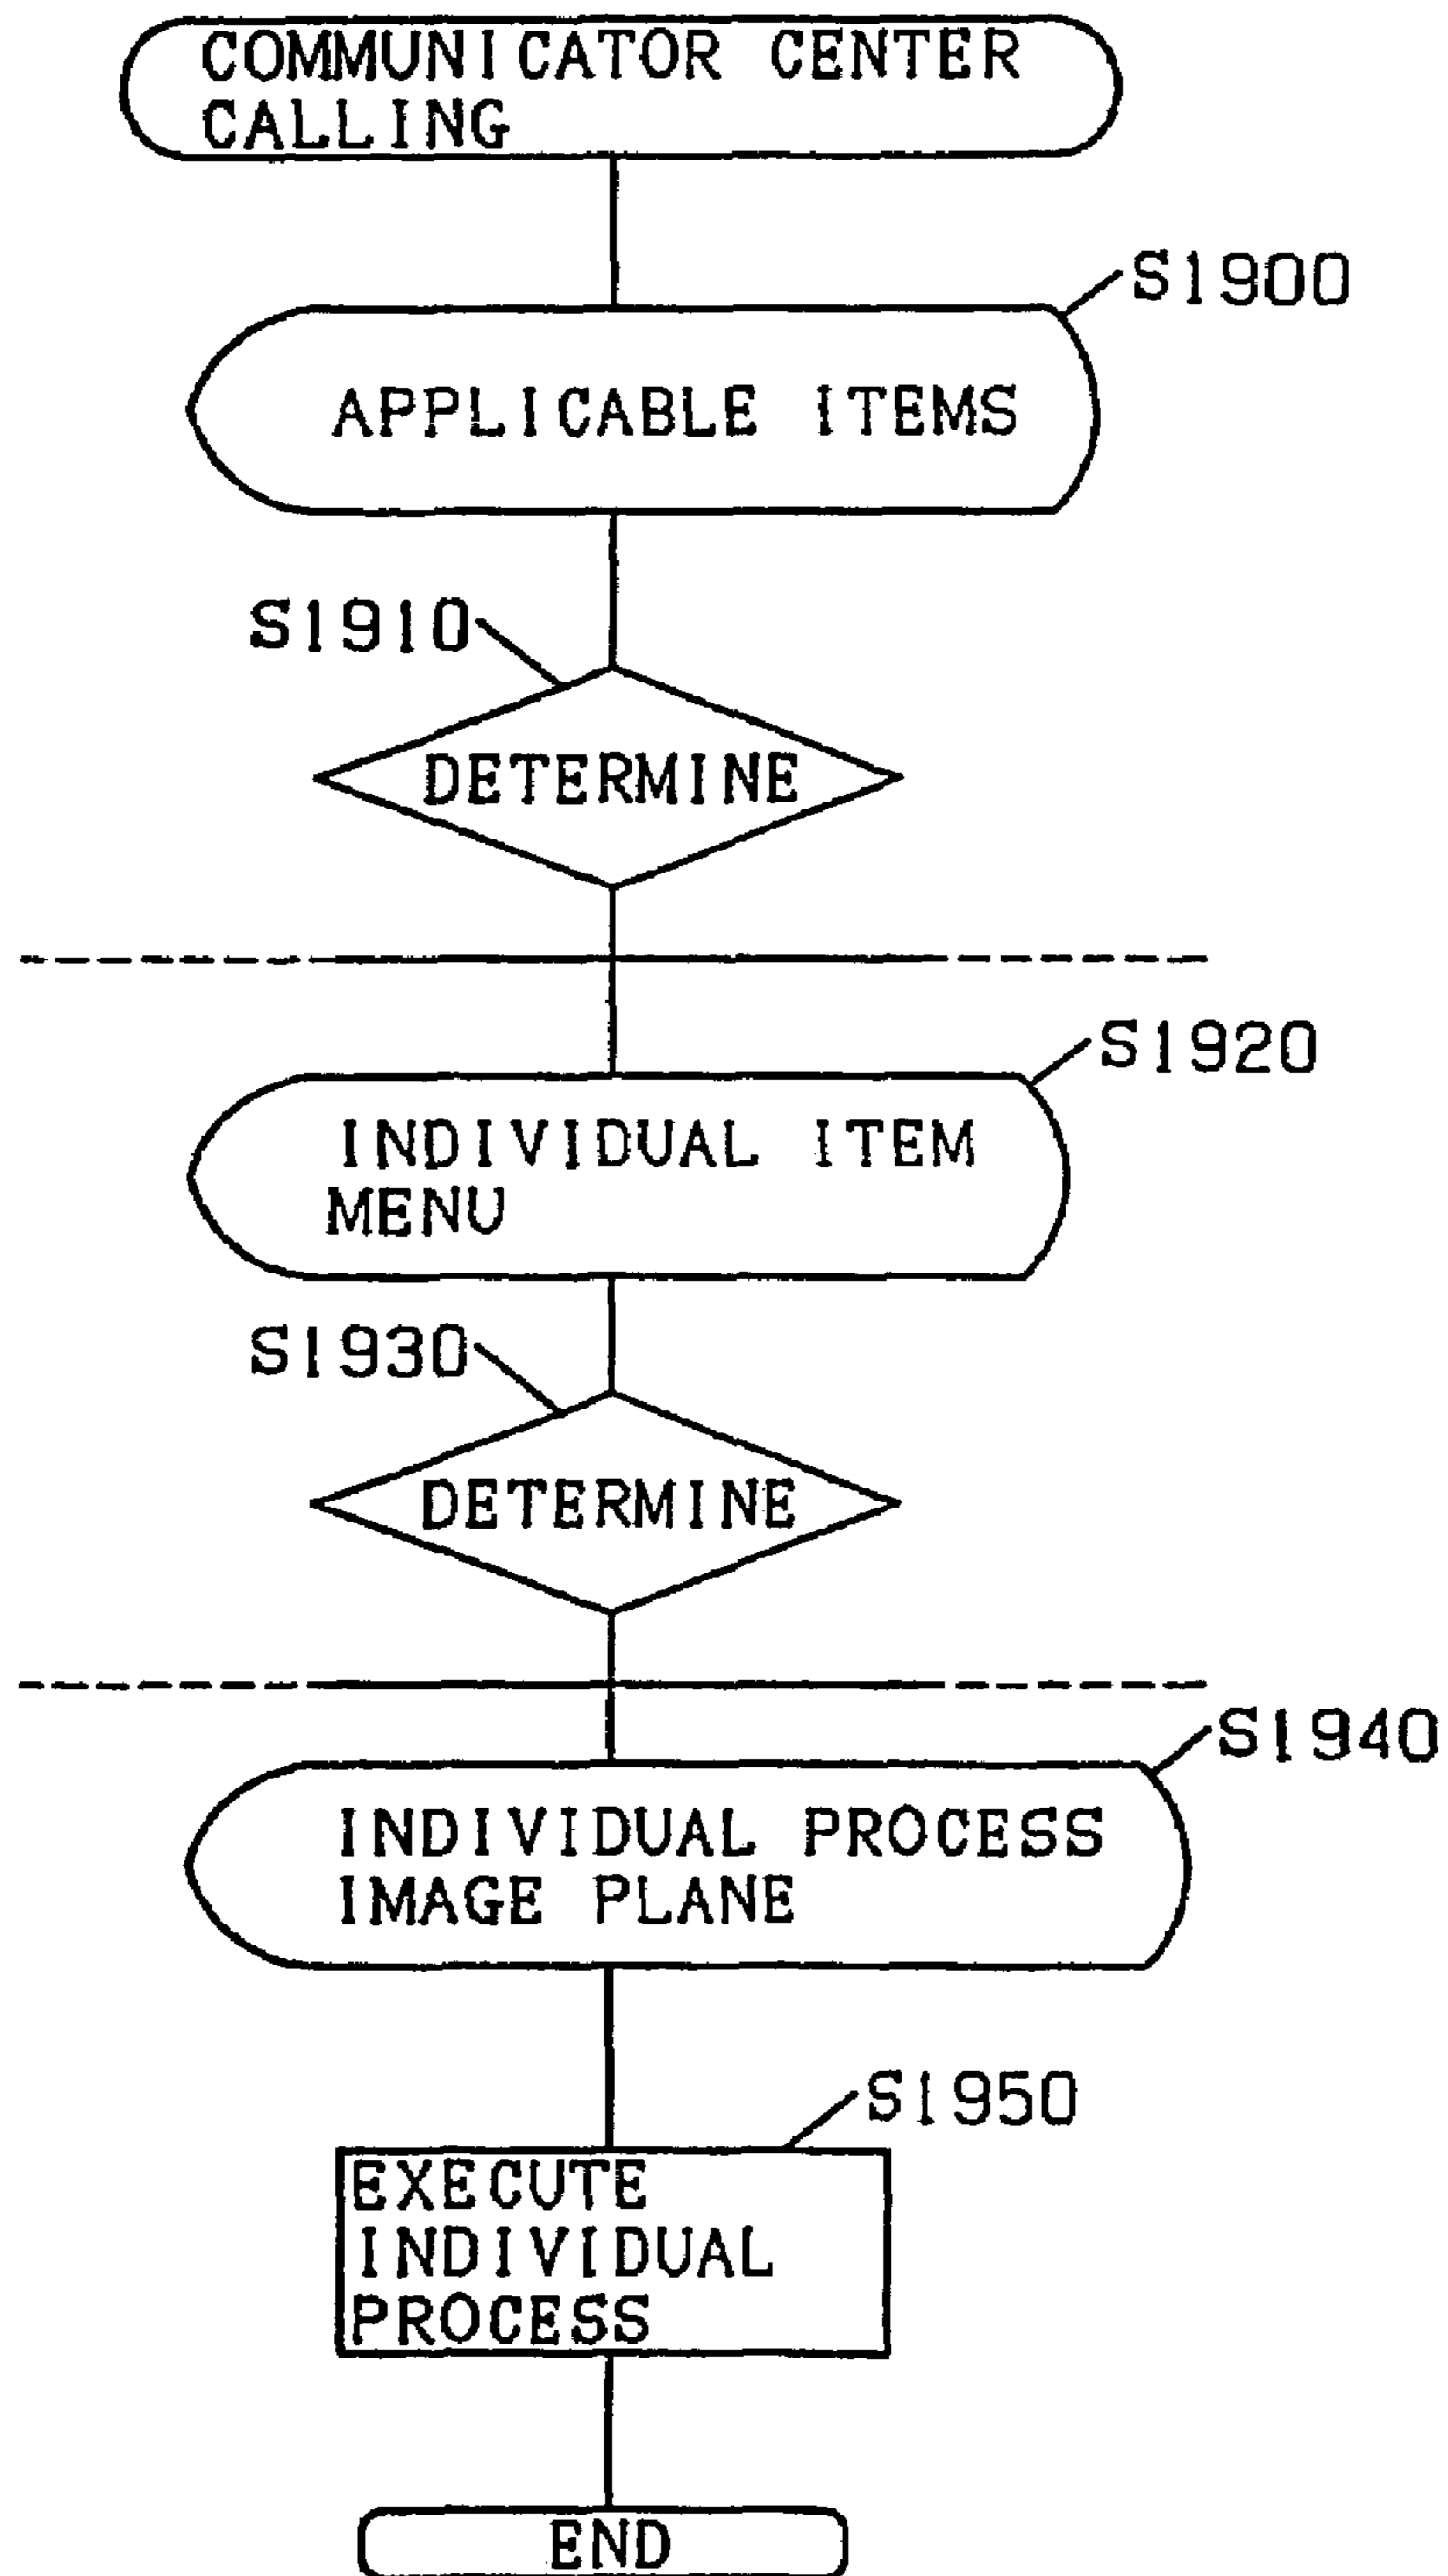 COMMUNICATOR CENTER
CALLING
S1900
APPLICABLE ITEMS
S1910
DETERMINE
S1920
INDIVIDUAL ITEM
MENU
S1930
DETERMINE
S1940
INDIVIDUAL PROCESS
IMAGE PLANE
S1950
EXECUTE
INDIVIDUAL
PROCESS
END